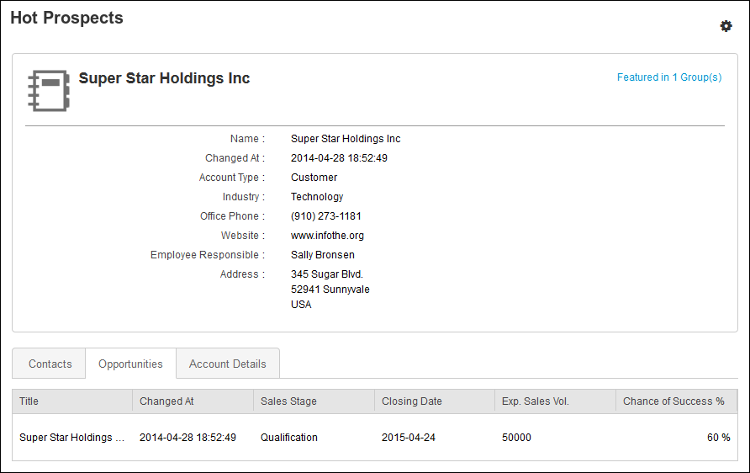 Hot Prospects
Super Star Holdings Inc
Featured in 1 Group(s)
Name : Super Star Holdings Inc
Changed At : 2014-04-28 18:52:49
Account Type : Customer
Industry : Technology
Office Phone : (910) 273-1181
Website : www.infothe.org
Employee Responsible : Sally Bronsen
Address : 345 Sugar Blvd.
52941 Sunnyvale
USA
Contacts Opportunities Account Details
Title Changed At Sales Stage Closing Date Exp. Sales Vol. Chance of Success %
Super Star Holdings ... 2014-04-28 18:52:49 Qualification 2015-04-24 50000 60 %